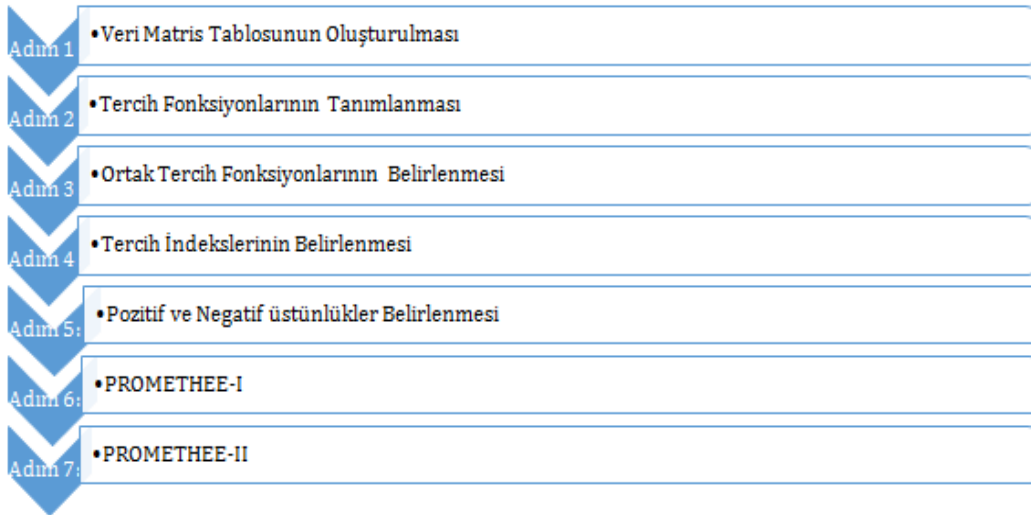 Adım 1
•Veri Matris Tablosunun Oluşturulması
Adım 2
•Tercih Fonksiyonlarının Tanımlanması
Adım 3
•Ortak Tercih Fonksiyonlarının Belirlenmesi
Adım 4
•Tercih İndekslerinin Belirlenmesi
Adım 5:
•Pozitif ve Negatif üstünlükler Belirlenmesi
Adım 6:
•PROMETHEE-I
Adım 7:
•PROMETHEE-II